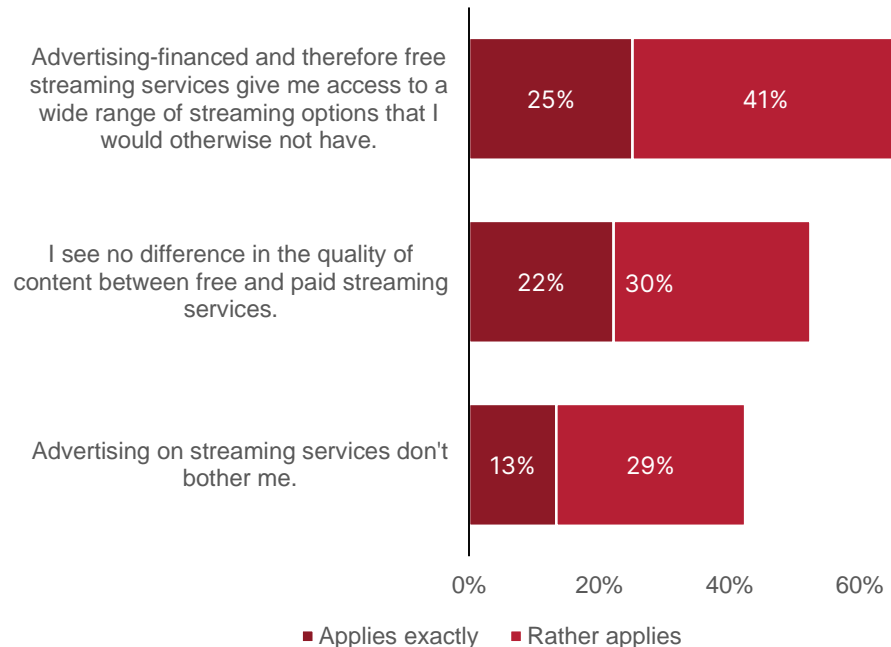 Advertising-financed and therefore free
streaming services give me access to a
wide range of streaming options that I
would otherwise not have.
25%
41%
I see no difference in the quality of
content between free and paid streaming
services.
22%
30%
Advertising on streaming services don't
bother me.
13%
29%
0%
20%
40%
60%
Applies exactly
Rather applies